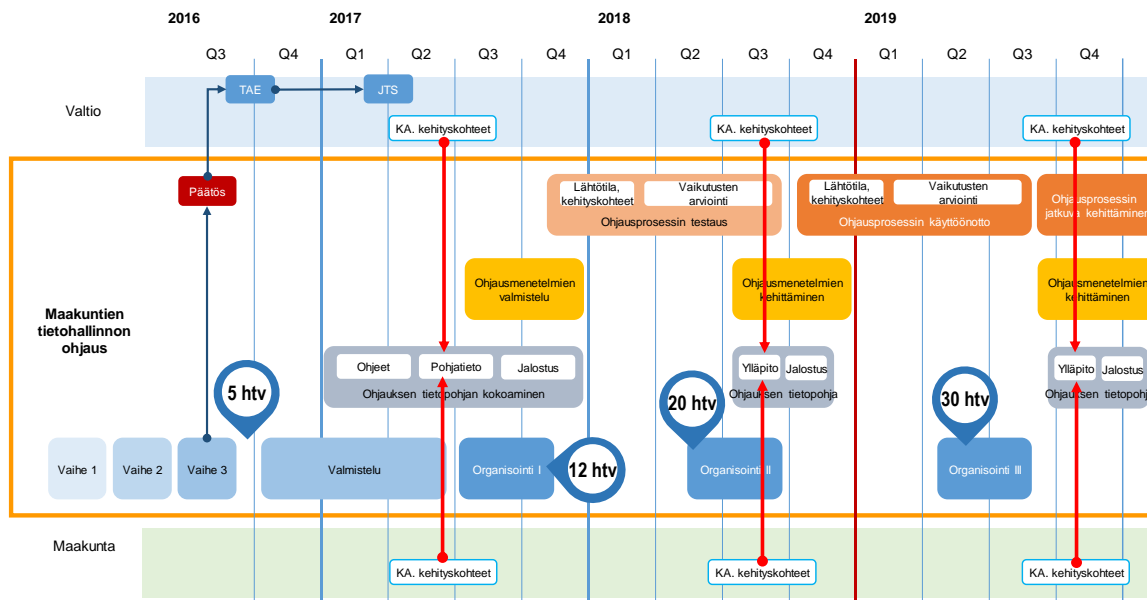 2016 2017 2018 2019
Q3 Q4 Q1 Q2 Q3 Q4 Q1 Q2 Q3 Q4 Q1 Q2 Q3 Q4
Valtio
TAE
JTS
KA. kehityskohteet
KA. kehityskohteet
KA. kehityskohteet
Maakuntien
tietohallinnon
ohjaus
Päätös
Lähtötila,
kehityskohteet
Vaikutusten
arviointi
Ohjausprosessin testaus
Lähtötila,
kehityskohteet
Vaikutusten
arviointi
Ohjausprosessin käyttöönotto
Ohjausprosessin
jatkuva kehittäminen
Ohjausmenetelmien
valmistelu
Ohjausmenetelmien
kehittäminen
Ohjausmenetelmien
kehittäminen
Ohjeet
Pohjatieto
Jalostus
Ohjauksen tietopohjan kokoaminen
Ylläpito
Jalostus
Ohjauksen tietopohja
Ylläpito
Jalostus
Ohjauksen tietopohja
5 htv
12 htv
20 htv
30 htv
Vaihe 1
Vaihe 2
Vaihe 3
Valmistelu
Organisointi I
Organisointi II
Organisointi III
Maakunta
KA. kehityskohteet
KA. kehityskohteet
KA. kehityskohteet